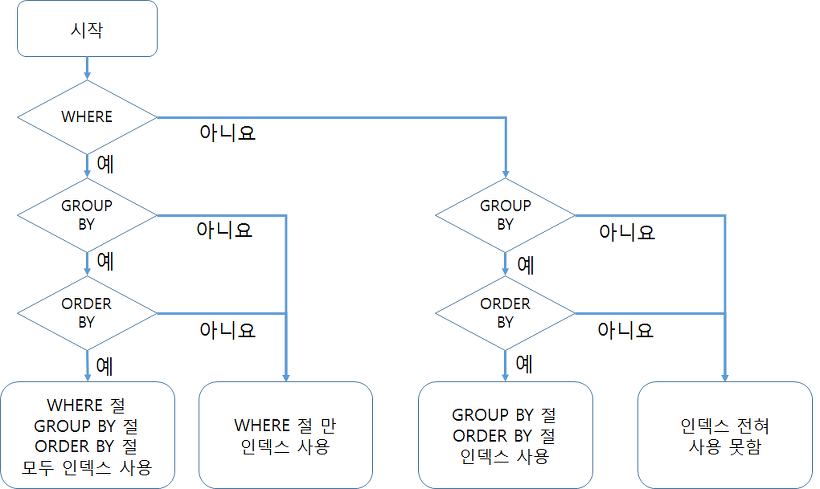 시작
WHERE
아니요
예
GROUP
BY
아니요
예
ORDER
BY
아니요
예
WHERE 절
GROUP BY 절
ORDER BY 절
모두 인덱스 사용
WHERE 절 만
인덱스 사용
GROUP
BY
아니요
예
ORDER
BY
아니요
예
GROUP BY 절
ORDER BY 절
인덱스 사용
인덱스 전혀
사용 못함